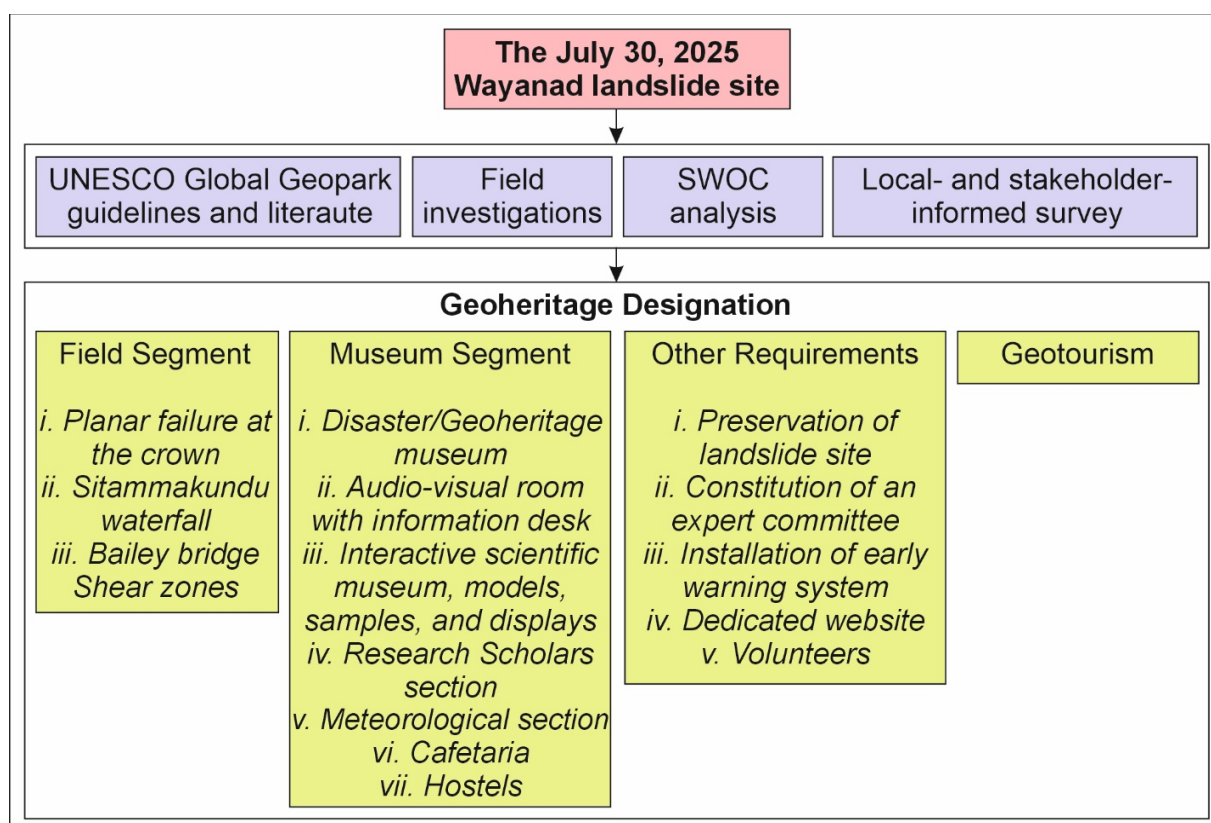 The July 30, 2025
Wayanad landslide site
UNESCO Global Geopark
guidelines and literaute
Field
investigations
SWOC
analysis
Local- and stakeholder-
informed survey
Geoheritage Designation
Field Segment
i. Planar failure at
the crown
ii. Sitammakundu
waterfall
iii. Bailey bridge
Shear zones
Museum Segment
i. Disaster/Geoheritage
museum
ii. Audio-visual room
with information desk
iii. Interactive scientific
museum, models,
samples, and displays
iv. Research Scholars
section
v. Meteorological section
vi. Cafetaria
vii. Hostels
Other Requirements
i. Preservation of
landslide site
ii. Constitution of an
expert committee
iii. Installation of early
warning system
iv. Dedicated website
v. Volunteers
Geotourism